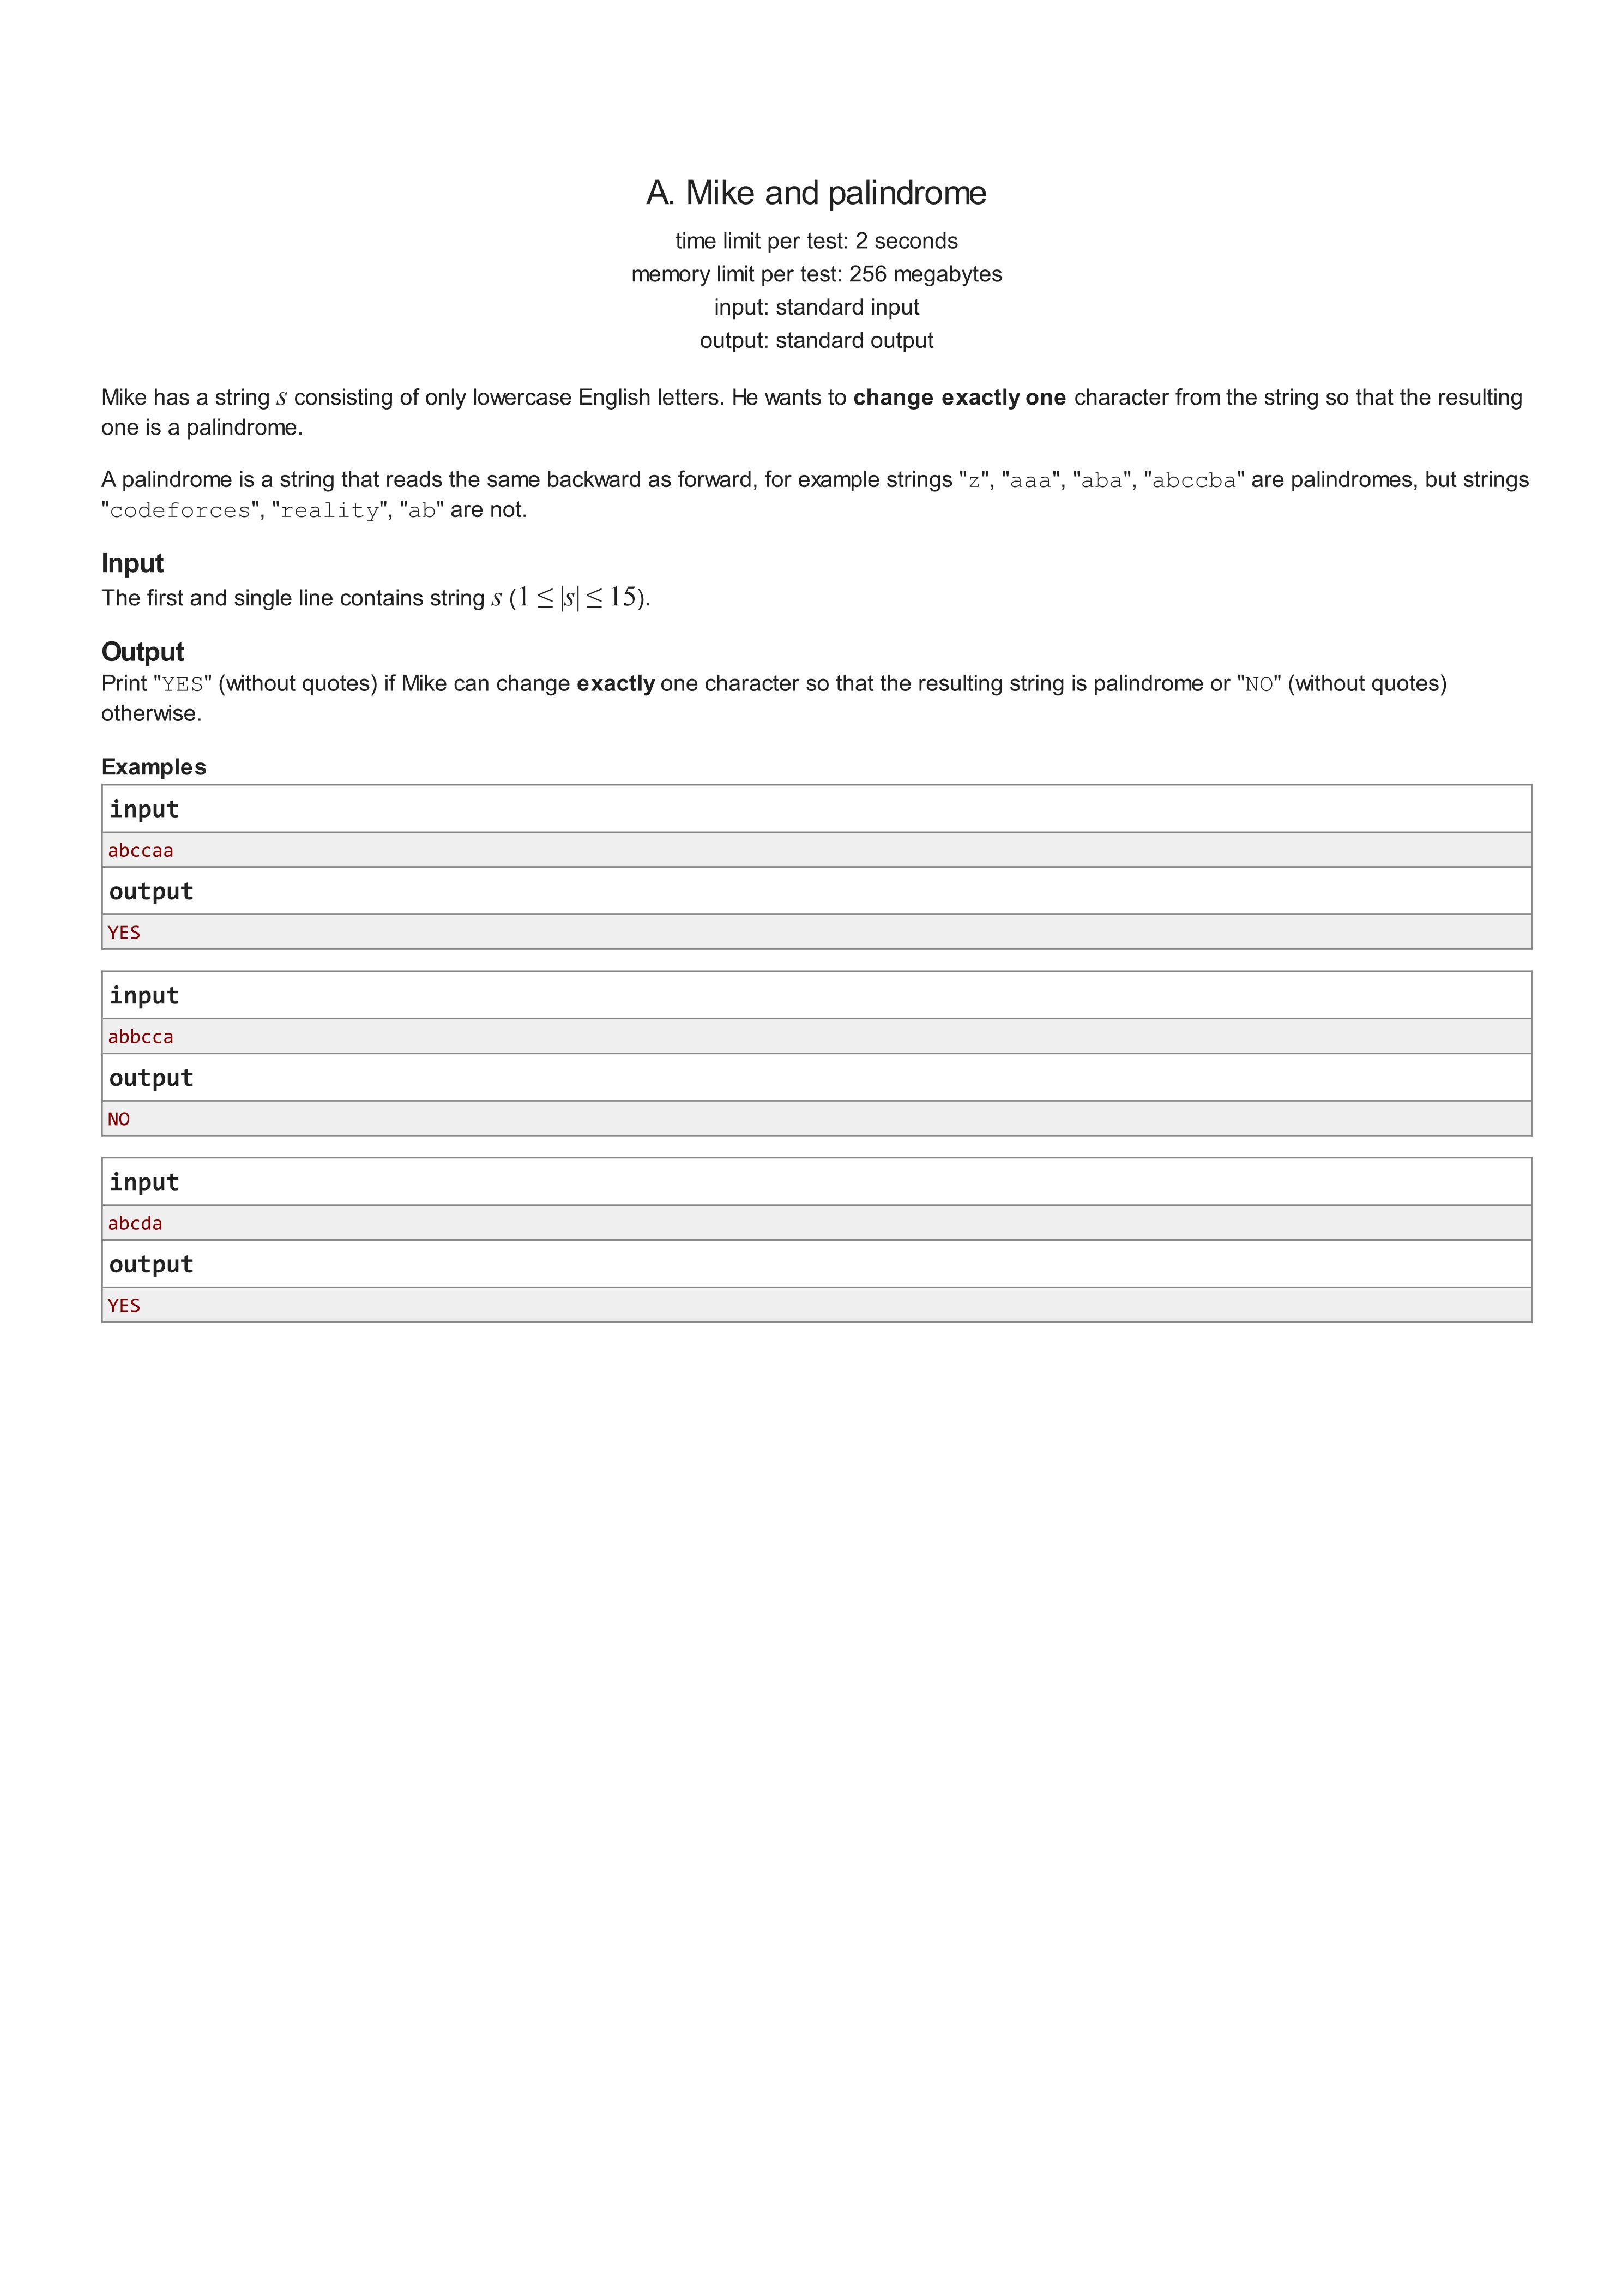 A. Mike and palindrome
time limit per test: 2 seconds
memory limit per test: 256 megabytes
input: standard input
output: standard output
Mike has a string s consisting of only lowercase English letters. He wants to change exactly one character from the string so that the resulting
one is a palindrome.
A palindrome is a string that reads the same backward as forward, for example strings "z", "aaa", "aba", "abccba" are palindromes, but strings
"codeforces", "reality", "ab" are not.
Input
The first and single line contains string s (1 ≤ |s| ≤ 15).
Output
Print "YES" (without quotes) if Mike can change exactly one character so that the resulting string is palindrome or "NO" (without quotes)
otherwise.
Examples
input
abccaa
output
YES
input
abbcca
output
NO
input
abcda
output
YES